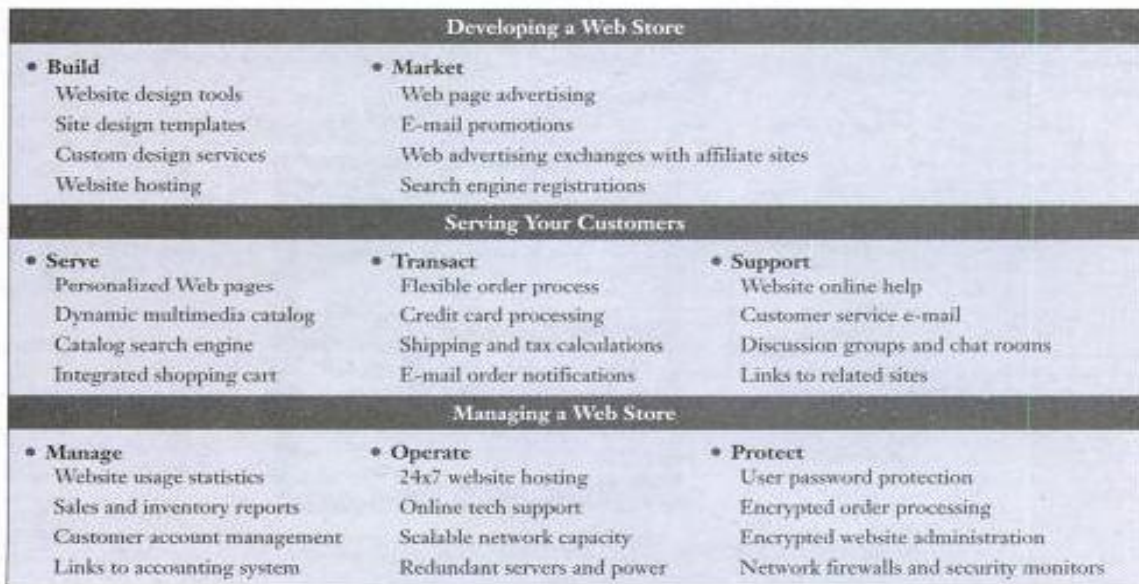 Developing a Web Store
• Build
Website design tools
Site design templates
Custom design services
Website hosting
• Market
Web page advertising
E-mail promotions
Web advertising exchanges with affiliate sites
Search engine registrations
Serving Your Customers
• Serve
Personalized Web pages
Dynamic multimedia catalog
Catalog search engine
Integrated shopping cart
• Transact
Flexible order process
Credit card processing
Shipping and tax calculations
E-mail order notifications
• Support
Website online help
Customer service e-mail
Discussion groups and chat rooms
Links to related sites
Managing a Web Store
• Manage
Website usage statistics
Sales and inventory reports
Customer account management
Links to accounting system
• Operate
24x7 website hosting
Online tech support
Scalable network capacity
Redundant servers and power
• Protect
User password protection
Encrypted order processing
Encrypted website administration
Network firewalls and security monitors